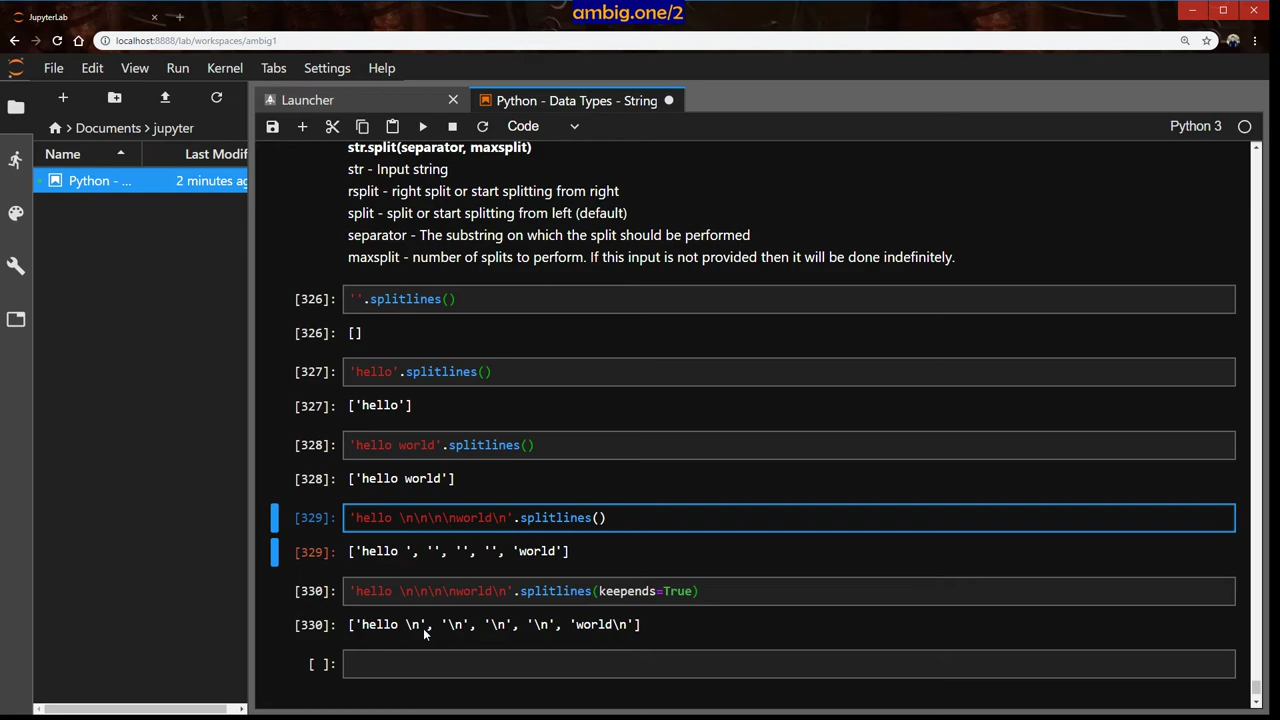 ambig.one/2
JupyterLab
localhost:8888/lab/workspaces/ambig1
File Edit View Run Kernel Tabs Settings Help
Launcher
Python - Data Types - String
Documents > jupyter
Code
Python 3
Name
Last Modif
Python - ...
2 minutes ag
str.split(separator, maxsplit)
str - Input string
rsplit - right split or start splitting from right
split - split or start splitting from left (default)
separator - The substring on which the split should be performed
maxsplit - number of splits to perform. If this input is not provided then it will be done indefinitely.
[326]: ''.splitlines()
[326]: []
[327]: 'hello'.splitlines()
[327]: ['hello']
[328]: 'hello world'.splitlines()
[328]: ['hello world']
[329]: 'hello \n\n\n\nworld\n'.splitlines()
[329]: ['hello ', '', '', '', 'world']
[330]: 'hello \n\n\n\nworld\n'.splitlines(keepends=True)
[330]: ['hello \n', '\n', '\n', '\n', 'world\n']
[ ]: